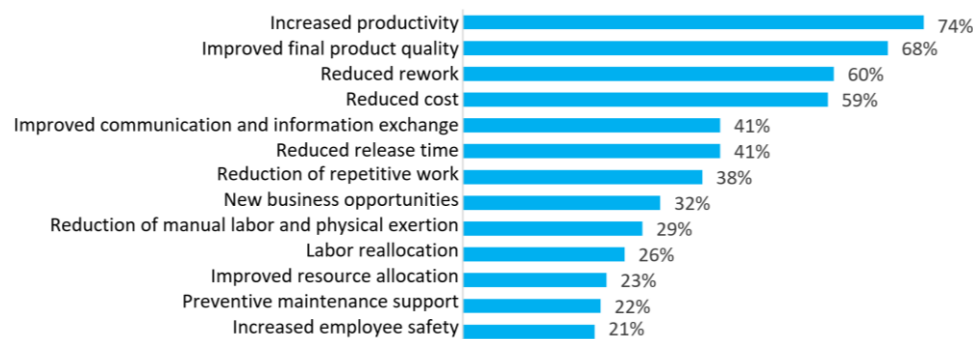 Increased productivity 74%
Improved final product quality 68%
Reduced rework 60%
Reduced cost 59%
Improved communication and information exchange 41%
Reduced release time 41%
Reduction of repetitive work 38%
New business opportunities 32%
Reduction of manual labor and physical exertion 29%
Labor reallocation 26%
Improved resource allocation 23%
Preventive maintenance support 22%
Increased employee safety 21%